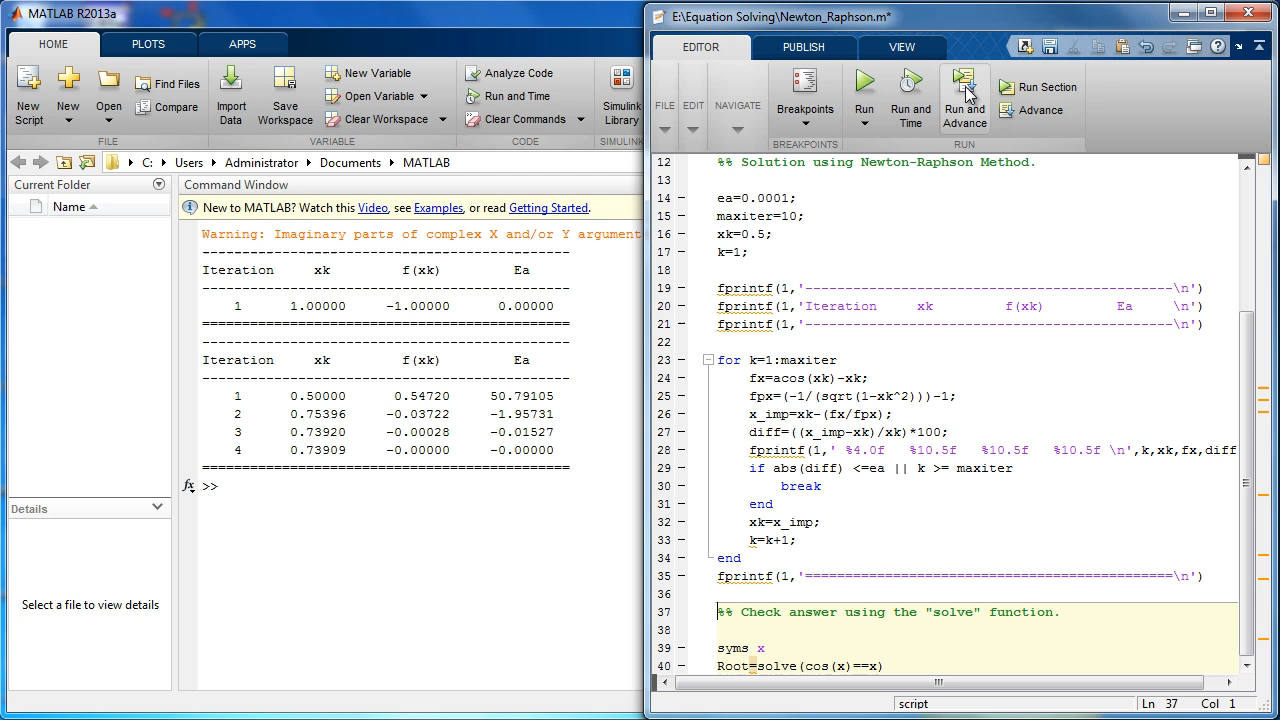 MATLAB R2013a
HOME PLOTS APPS
New Script
New
Open
Find Files
Compare
FILE
Import Data
Save Workspace
New Variable
Open Variable
Clear Workspace
VARIABLE
Analyze Code
Run and Time
Clear Commands
CODE
Simulink Library
SIMULINK
C: Users Administrator Documents MATLAB
Current Folder
Name
Details
Select a file to view details
Command Window
New to MATLAB? Watch this Video, see Examples, or read Getting Started.
Warning: Imaginary parts of complex X and/or Y argument
----------------------------------------------
Iteration xk f(xk) Ea
----------------------------------------------
1 1.00000 -1.00000 0.00000
==============================================
----------------------------------------------
Iteration xk f(xk) Ea
----------------------------------------------
1 0.50000 0.54720 50.79105
2 0.75396 -0.03722 -1.95731
3 0.73920 -0.00028 -0.01527
4 0.73909 -0.00000 -0.00000
==============================================
fx >>
E:\Equation Solving\Newton_Raphson.m*
EDITOR PUBLISH VIEW
FILE
EDIT
NAVIGATE
Breakpoints
BREAKPOINTS
Run
Run and Time
Run and Advance
Run Section
Advance
RUN
12 %% Solution using Newton-Raphson Method.
13
14 ea=0.0001;
15 maxiter=10;
16 xk=0.5;
17 k=1;
18
19 fprintf(1,'----------------------------------------------\n')
20 fprintf(1,'Iteration xk f(xk) Ea \n')
21 fprintf(1,'----------------------------------------------\n')
22
23 for k=1:maxiter
24 fx=acos(xk)-xk;
25 fpx=(-1/(sqrt(1-xk^2)))-1;
26 x_imp=xk-(fx/fpx);
27 diff=((x_imp-xk)/xk)*100;
28 fprintf(1,' %4.0f %10.5f %10.5f %10.5f \n',k,xk,fx,diff
29 if abs(diff) <=ea || k >= maxiter
30 break
31 end
32 xk=x_imp;
33 k=k+1;
34 end
35 fprintf(1,'==============================================\n')
36
37 %% Check answer using the "solve" function.
38
39 syms x
40 Root=solve(cos(x)==x)
script
Ln 37 Col 1